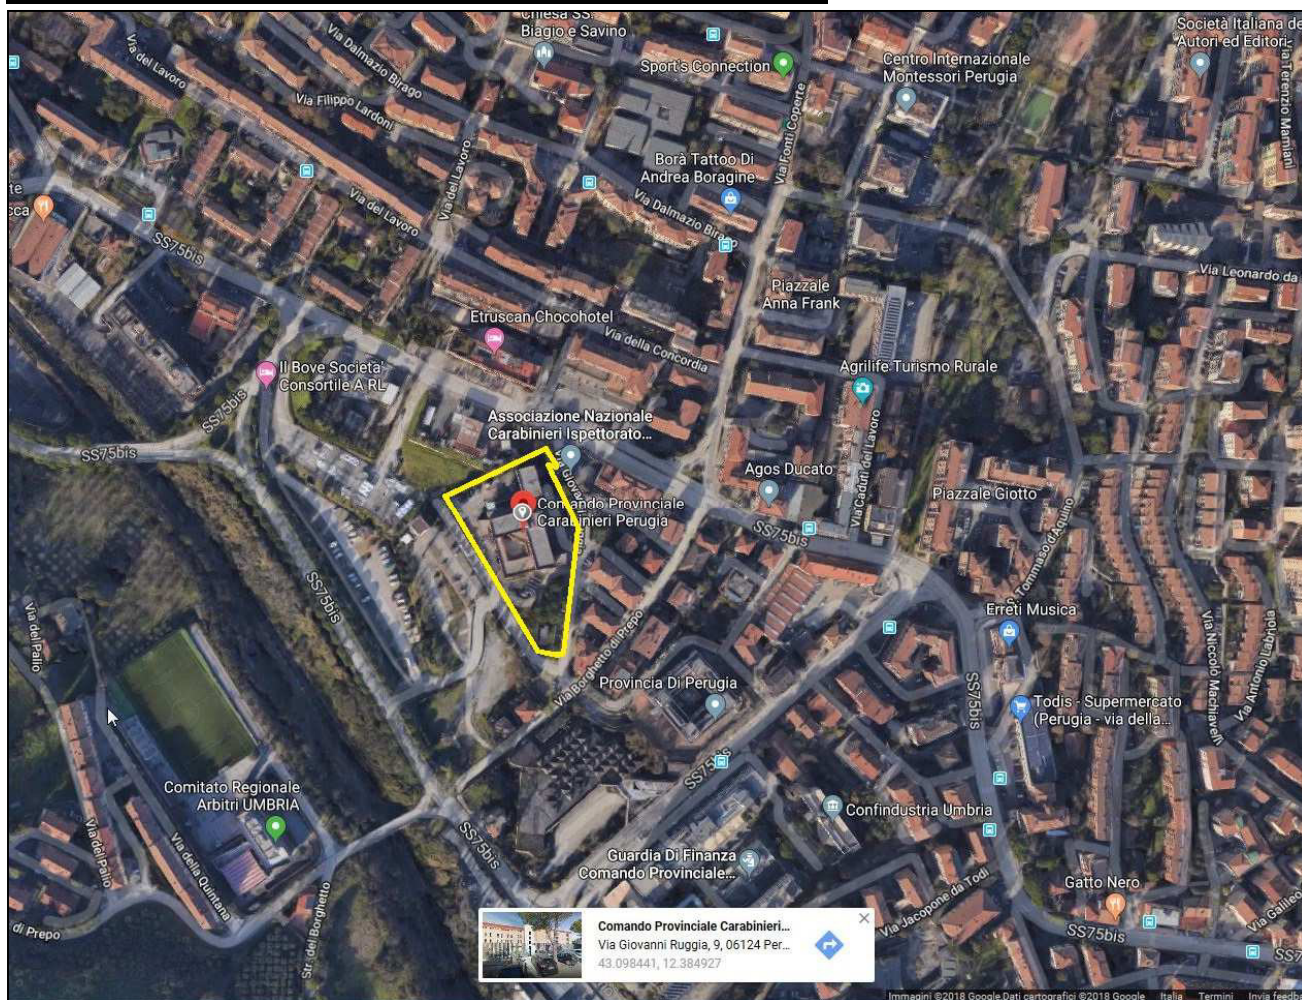 Chiesa SS.
Biagio e Savino
Società Italiana de
Autori ed Editori
Via Terenzio Mamiani
Via del Lavoro
Via Dalmazio Birago
Sport's Connection
Centro Internazionale
Montessori Perugia
Via Filippo Lardoni
Via Fonti Coperte
Borà Tattoo Di
Andrea Boragine
Via del Lavoro
te
cca
Via del Lavoro
Via Dalmazio Birago
SS75bis
Via Leonardo da
Piazzale
Anna Frank
Etruscan Chocohotel
Via della Concordia
Il Bove Societa'
Consortile A RL
Agrilife Turismo Rurale
SS75bis
Associazione Nazionale
Carabinieri Ispettorato...
SS75bis
Via Caduti del Lavoro
Agos Ducato
Piazzale Giotto
Comando Provinciale
Carabinieri Perugia
SS75bis
S. Tommaso d'Aquino
SS75bis
Erreti Musica
Via del Palio
Via Borghetto di Prepo
Via Niccolò Machiavelli
Via Antonio Labriola
Provincia Di Perugia
SS75bis
Todis - Supermercato
(Perugia - via della...
SS75bis
Comitato Regionale
Arbitri UMBRIA
Confindustria Umbria
Via del Palio
SS75bis
Via della Quintana
Guardia Di Finanza
Comando Provinciale...
Gatto Nero
di Prepo
Str. del Borghetto
Via Jacopone da Todi
Via Galileo
SS75bis
SS7
Comando Provinciale Carabinieri...
Via Giovanni Ruggia, 9, 06124 Per...
43.098441, 12.384927
Immagini ©2018 Google, Dati cartografici ©2018 Google Italia Termini Invia feedb